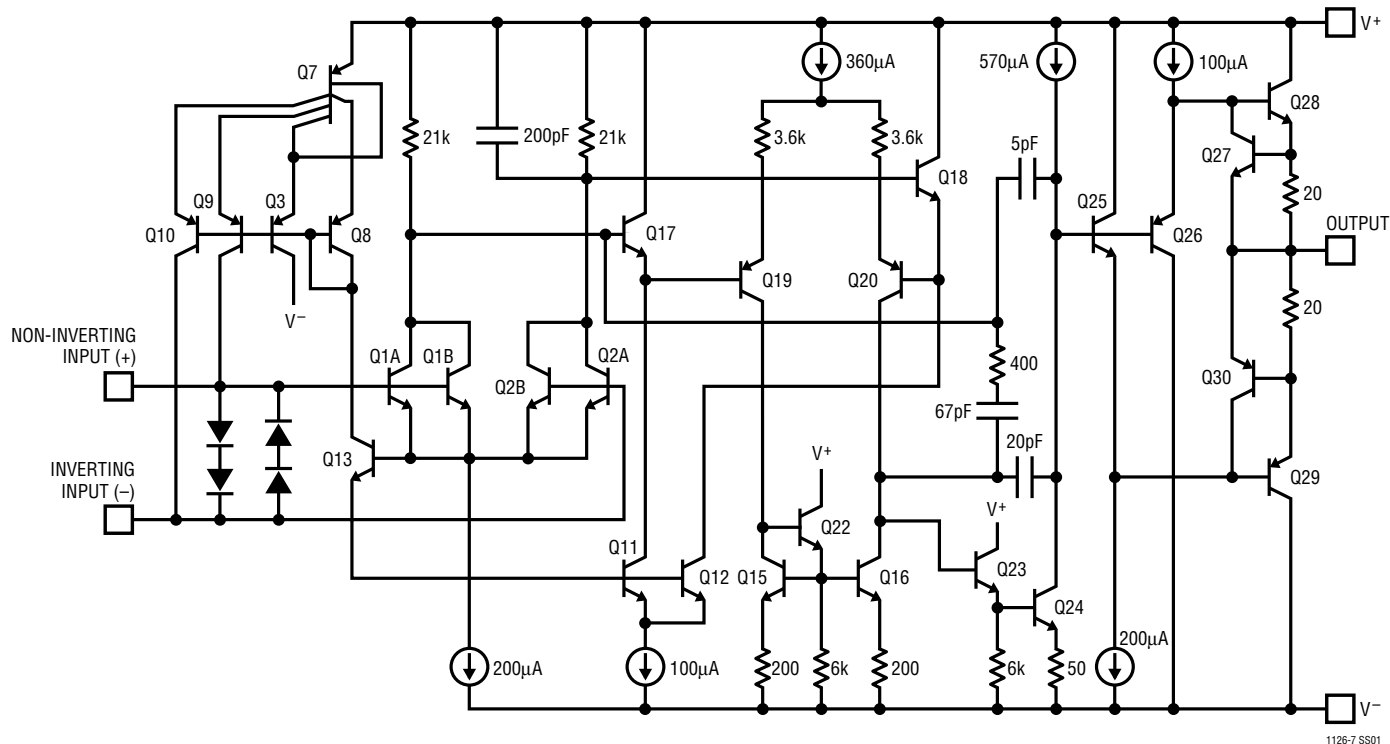 V+
Q7
360μA
570μA
100μA
Q28
21k
200pF
21k
3.6k
3.6k
5pF
Q27
Q18
20
Q9
Q3
Q25
Q10
Q8
Q17
Q26
OUTPUT
Q19
Q20
V–
20
NON-INVERTING
INPUT (+)
Q1A
Q1B
Q2B
Q2A
400
Q30
67pF
20pF
V+
Q13
INVERTING
INPUT (–)
Q29
V+
Q22
Q11
Q12
Q15
Q16
Q23
Q24
200μA
200μA
100μA
200
6k
200
6k
50
V–
1126-7 SS01